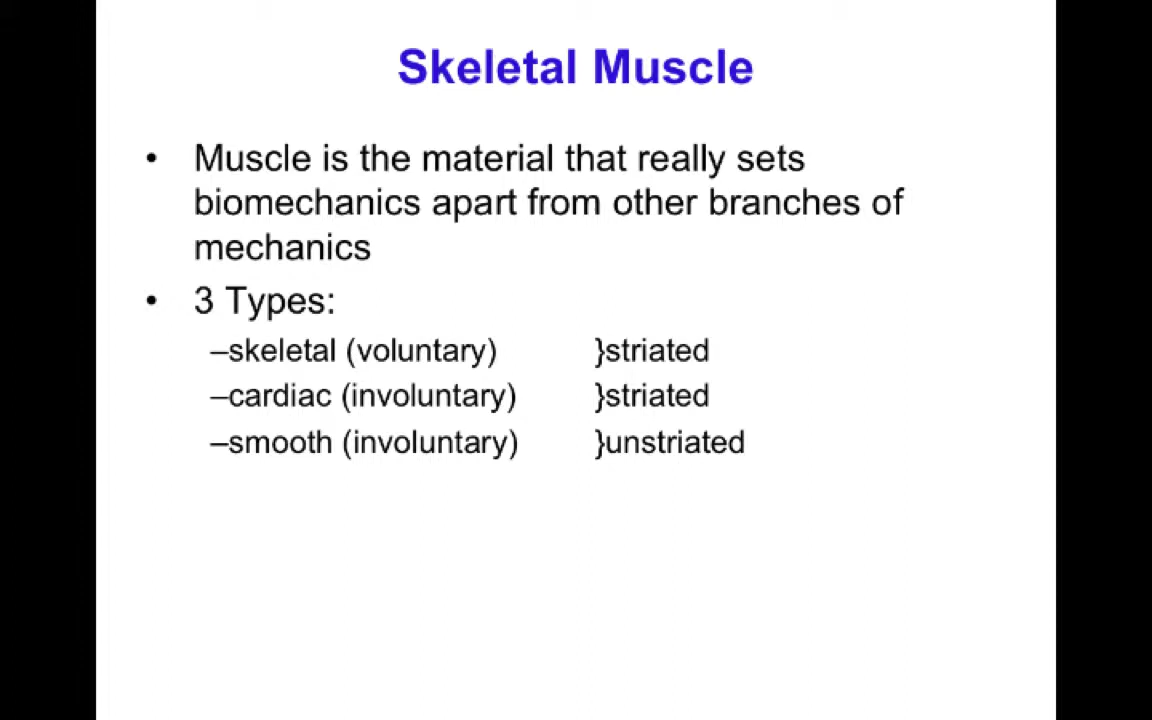 Skeletal Muscle
• Muscle is the material that really sets
biomechanics apart from other branches of
mechanics
• 3 Types:
–skeletal (voluntary) }striated
–cardiac (involuntary) }striated
–smooth (involuntary) }unstriated